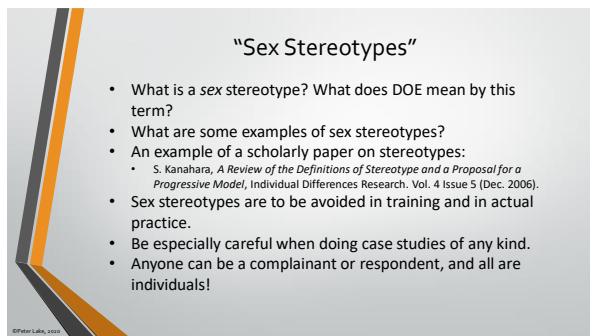 “Sex Stereotypes”
• What is a sex stereotype? What does DOE mean by this
term?
• What are some examples of sex stereotypes?
• An example of a scholarly paper on stereotypes:
• S. Kanahara, A Review of the Definitions of Stereotype and a Proposal for a
Progressive Model, Individual Differences Research. Vol. 4 Issue 5 (Dec. 2006).
• Sex stereotypes are to be avoided in training and in actual
practice.
• Be especially careful when doing case studies of any kind.
• Anyone can be a complainant or respondent, and all are
individuals!
©Peter Lake, 2020